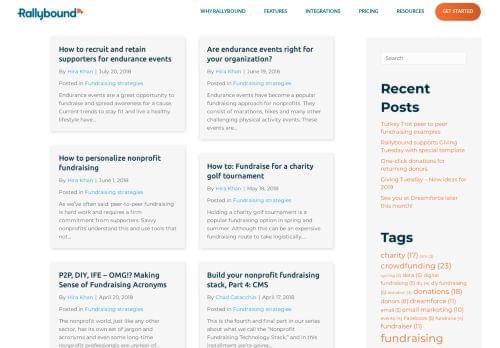 Rallybound
WHY RALLYBOUND
FEATURES
INTEGRATIONS
PRICING
RESOURCES
GET STARTED
How to recruit and retain
supporters for endurance events
By Hira Khan | July 20, 2018
Posted in Fundraising strategies
Endurance events are a great opportunity to
fundraise and spread awareness for a cause.
Current trends to stay fit and live a healthy
lifestyle have...
Are endurance events right for
your organization?
By Hira Khan | June 19, 2018
Posted in Fundraising strategies
Endurance events have become a popular
fundraising approach for nonprofits. They
consist of marathons, hikes and many other
challenging physical activity events. These
events are...
How to personalize nonprofit
fundraising
By Hira Khan | June 1, 2018
Posted in Fundraising strategies
As we've often said: peer-to-peer fundraising
is hard work and requires a firm
commitment from supporters. Savvy
nonprofits understand this and use tools that
not...
How to: Fundraise for a charity
golf tournament
By Hira Khan | May 18, 2018
Posted in Fundraising strategies
Holding a charity golf tournament is a
popular fundraising option in spring and
summer. Although this can be an expensive
fundraising route to take logistically,...
P2P, DIY, IFE – OMG!? Making
Sense of Fundraising Acronyms
By Hira Khan | April 20, 2018
Posted in Fundraising strategies
The nonprofit world, just like any other
sector, has its own set of jargon and
acronyms and even some long-time
nonprofit professionals are unclear of...
Build your nonprofit fundraising
stack, Part 4: CMS
By Chad Catacchio | April 17, 2018
Posted in Fundraising strategies
This is the fourth and final part in our series
about what we call the "Nonprofit
Fundraising Technology Stack," and in this
installment we're going...
Search
Recent
Posts
Turkey Trot peer to peer
fundraising examples
Rallybound supports Giving
Tuesday with special template
One-click donations for
returning donors
Giving Tuesday – New ideas for
2019
See you at Dreamforce later
this month!
Tags
charity (17)
crowdfunding (23)
cycling (2) data (5) digital
fundraising (5) diy (4) diy fundraising
donations (18)
donors (8) dreamforce (11)
email (5) email marketing (10)
events (4) Facebook (5) fundraise (4)
fundraiser (11)
fundraising